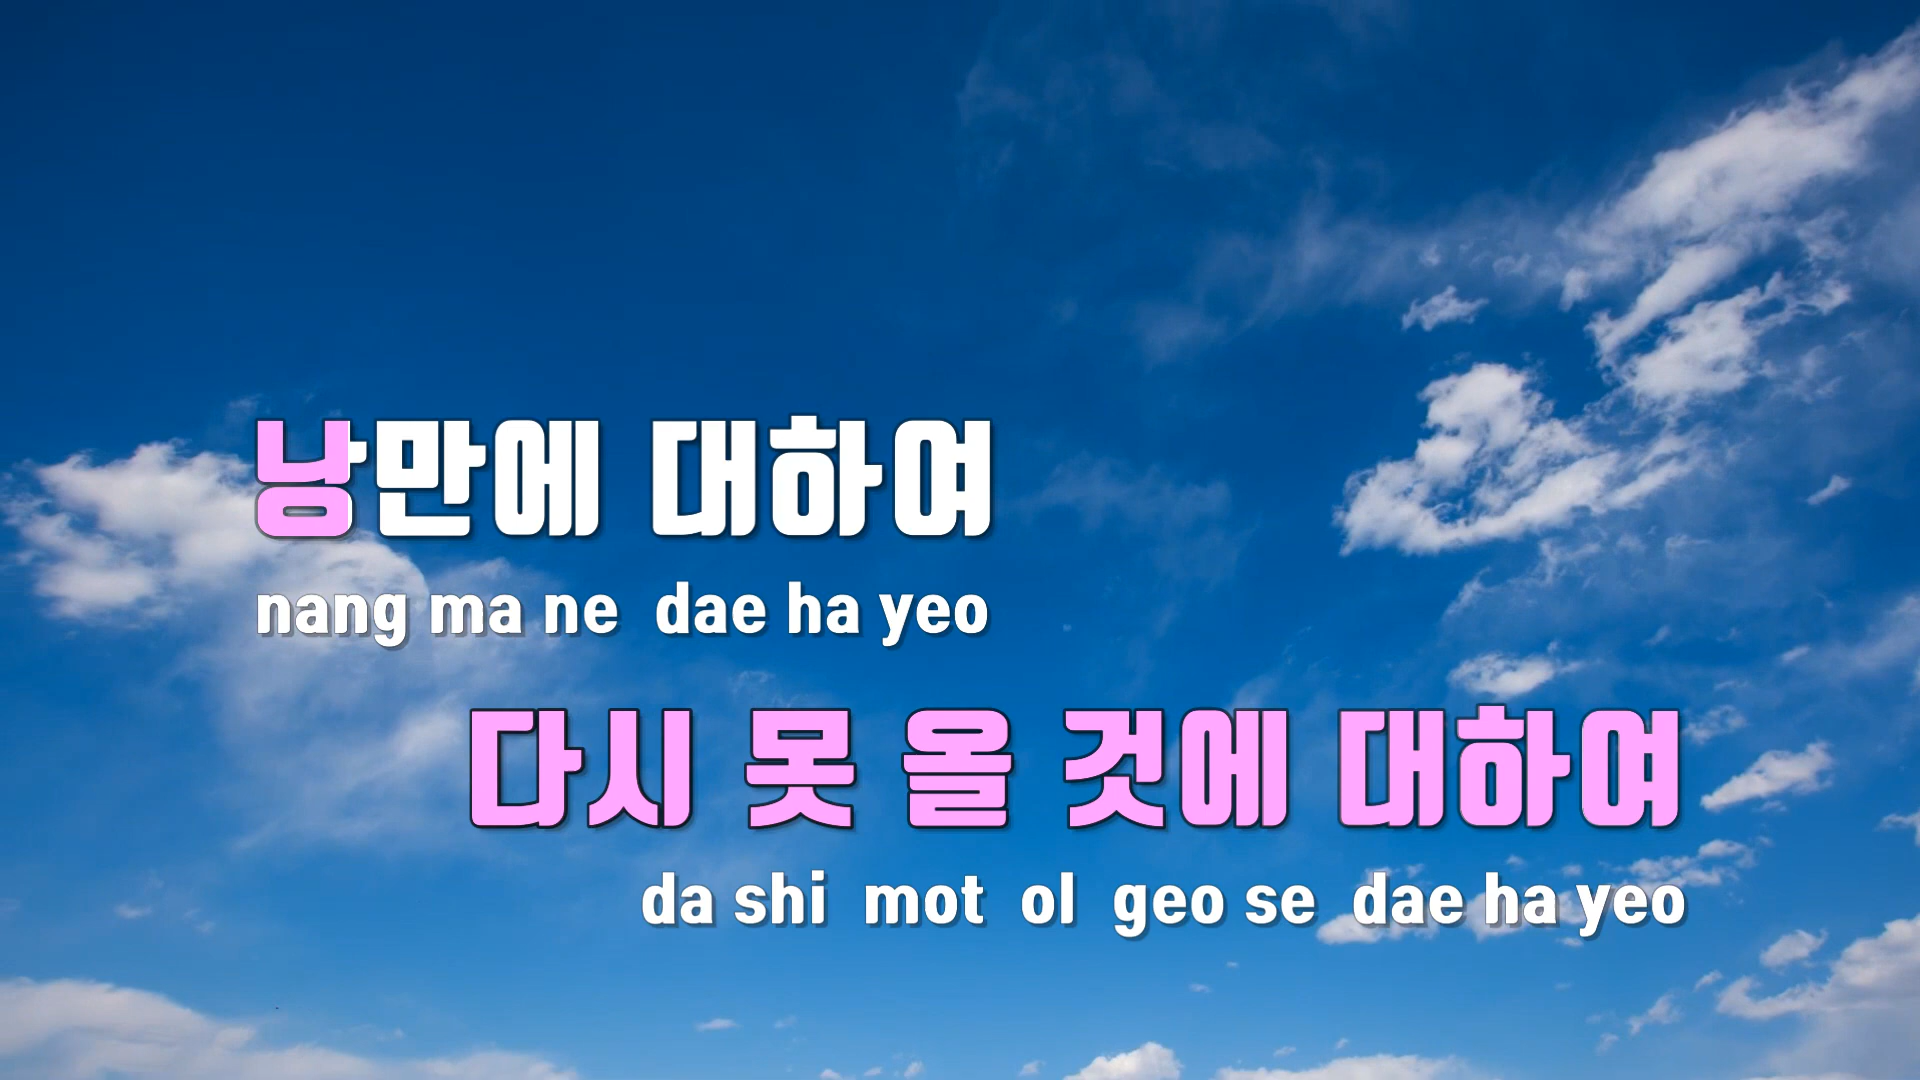 낭만에 대하여
nang ma ne dae ha yeo
다시 못 올 것에 대하여
da shi mot ol geo se dae ha yeo